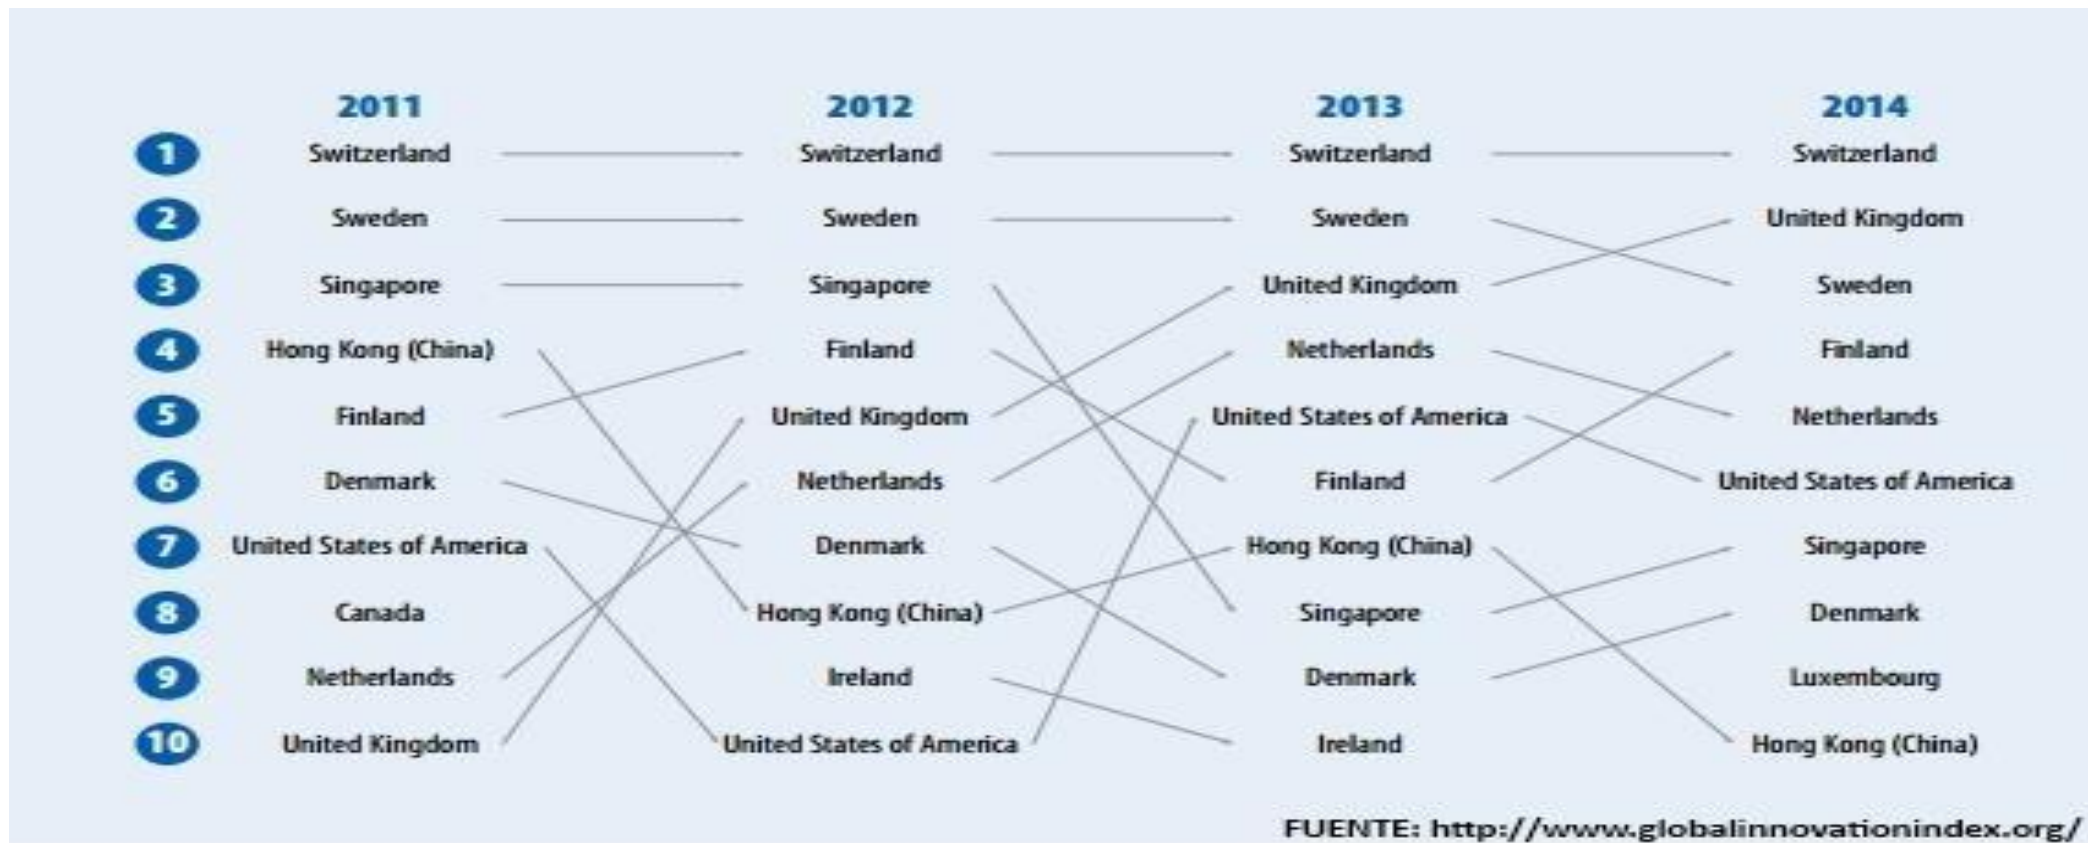 2011 2012 2013 2014
1 Switzerland Switzerland Switzerland Switzerland
2 Sweden Sweden Sweden United Kingdom
3 Singapore Singapore United Kingdom Sweden
4 Hong Kong (China) Finland Netherlands Finland
5 Finland United Kingdom United States of America Netherlands
6 Denmark Netherlands Finland United States of America
7 United States of America Denmark Hong Kong (China) Singapore
8 Canada Hong Kong (China) Singapore Denmark
9 Netherlands Ireland Denmark Luxembourg
10 United Kingdom United States of America Ireland Hong Kong (China)
FUENTE: http://www.globalinnovationindex.org/